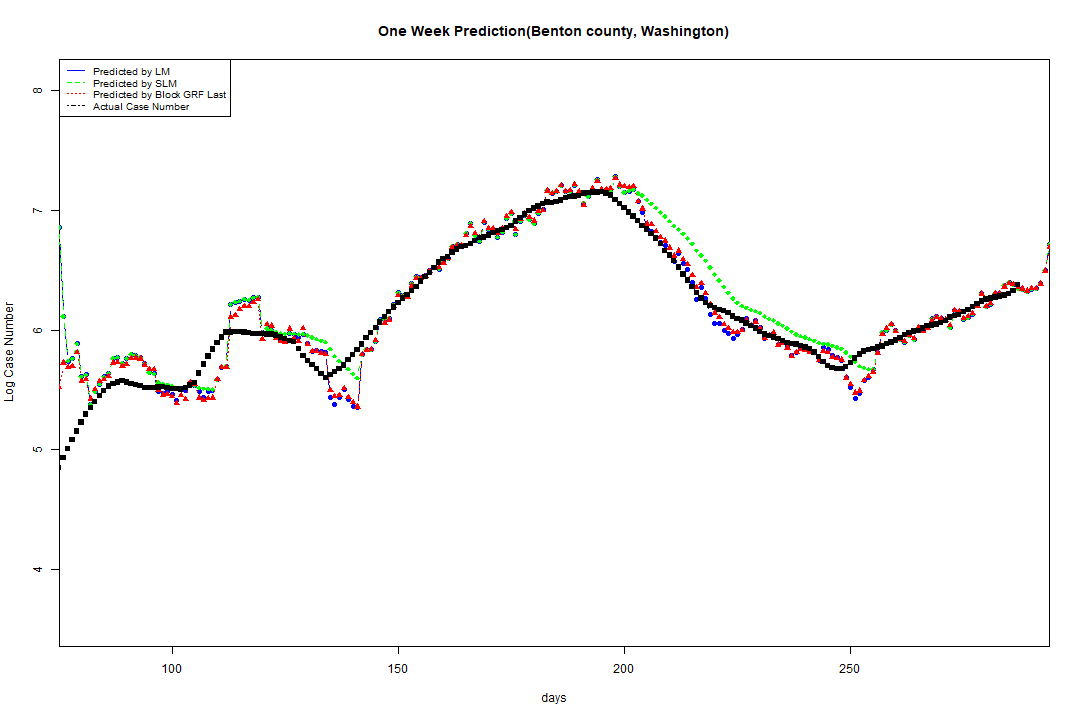 One Week Prediction(Benton county, Washington)
Predicted by LM
Predicted by SLM
Predicted by Block GRF Last
Actual Case Number
8
7
6
5
4
Log Case Number
100
150
200
250
days